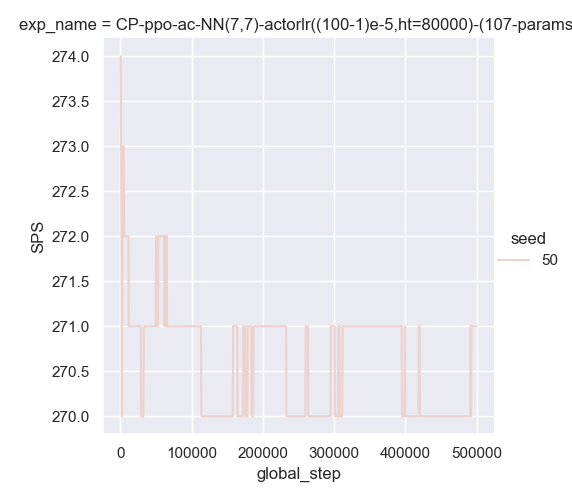 exp_name = CP-ppo-ac-NN(7,7)-actorlr((100-1)e-5,ht=80000)-(107-params
274.0
273.5
273.0
272.5
272.0
271.5
271.0
270.5
270.0
SPS
0 100000 200000 300000 400000 500000
global_step
seed
50